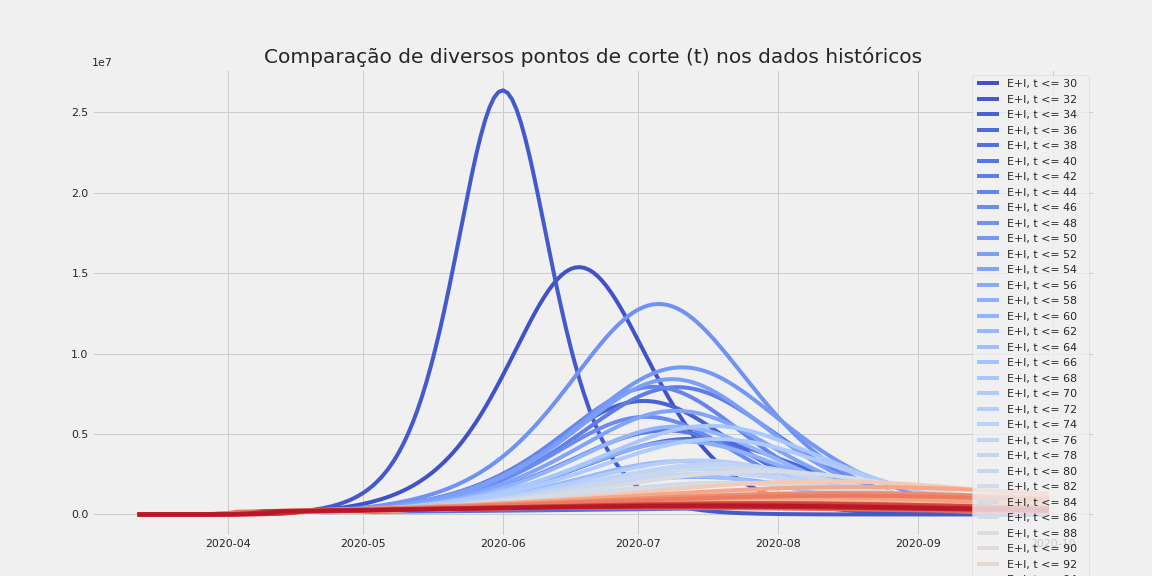 Comparação de diversos pontos de corte (t) nos dados históricos
1e7
2.5
2.0
1.5
1.0
0.5
0.0
2020-04
2020-05
2020-06
2020-07
2020-08
2020-09
2020-10
E+I, t <= 30
E+I, t <= 32
E+I, t <= 34
E+I, t <= 36
E+I, t <= 38
E+I, t <= 40
E+I, t <= 42
E+I, t <= 44
E+I, t <= 46
E+I, t <= 48
E+I, t <= 50
E+I, t <= 52
E+I, t <= 54
E+I, t <= 56
E+I, t <= 58
E+I, t <= 60
E+I, t <= 62
E+I, t <= 64
E+I, t <= 66
E+I, t <= 68
E+I, t <= 70
E+I, t <= 72
E+I, t <= 74
E+I, t <= 76
E+I, t <= 78
E+I, t <= 80
E+I, t <= 82
E+I, t <= 84
E+I, t <= 86
E+I, t <= 88
E+I, t <= 90
E+I, t <= 92